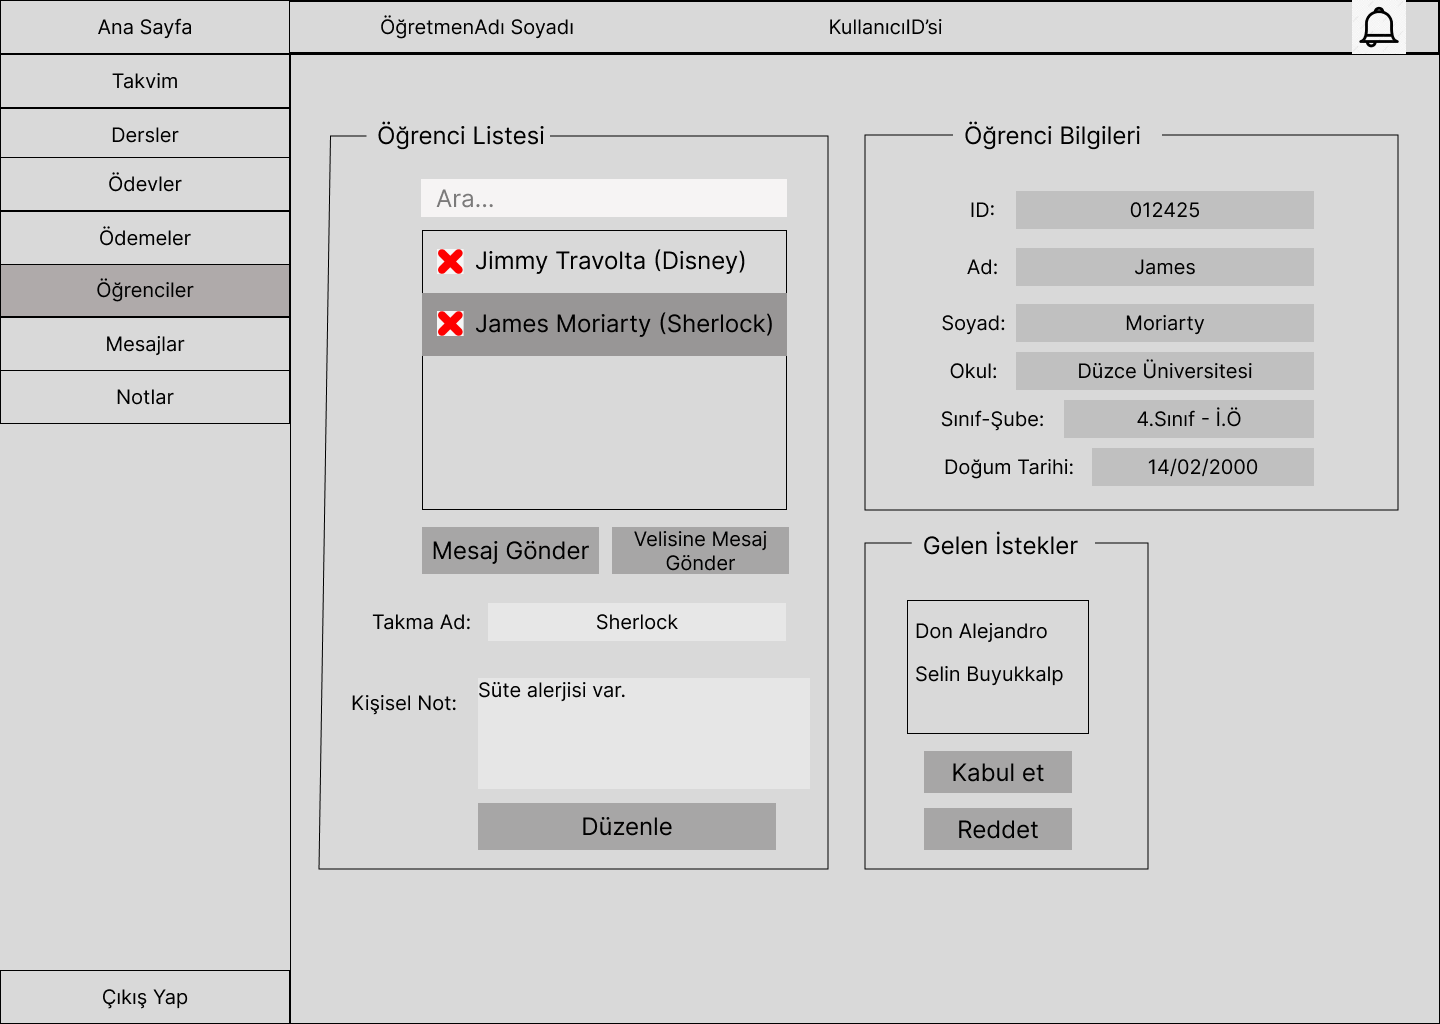 Ana Sayfa
ÖğretmenAdı Soyadı
KullanıcıID’si
Takvim
Dersler
Ödevler
Ödemeler
Öğrenciler
Mesajlar
Notlar
Çıkış Yap
Öğrenci Listesi
Ara...
Jimmy Travolta (Disney)
James Moriarty (Sherlock)
Mesaj Gönder
Velisine Mesaj
Gönder
Takma Ad: Sherlock
Kişisel Not: Süte alerjisi var.
Düzenle
Öğrenci Bilgileri
ID: 012425
Ad: James
Soyad: Moriarty
Okul: Düzce Üniversitesi
Sınıf-Şube: 4.Sınıf - İ.Ö
Doğum Tarihi: 14/02/2000
Gelen İstekler
Don Alejandro
Selin Buyukkalp
Kabul et
Reddet